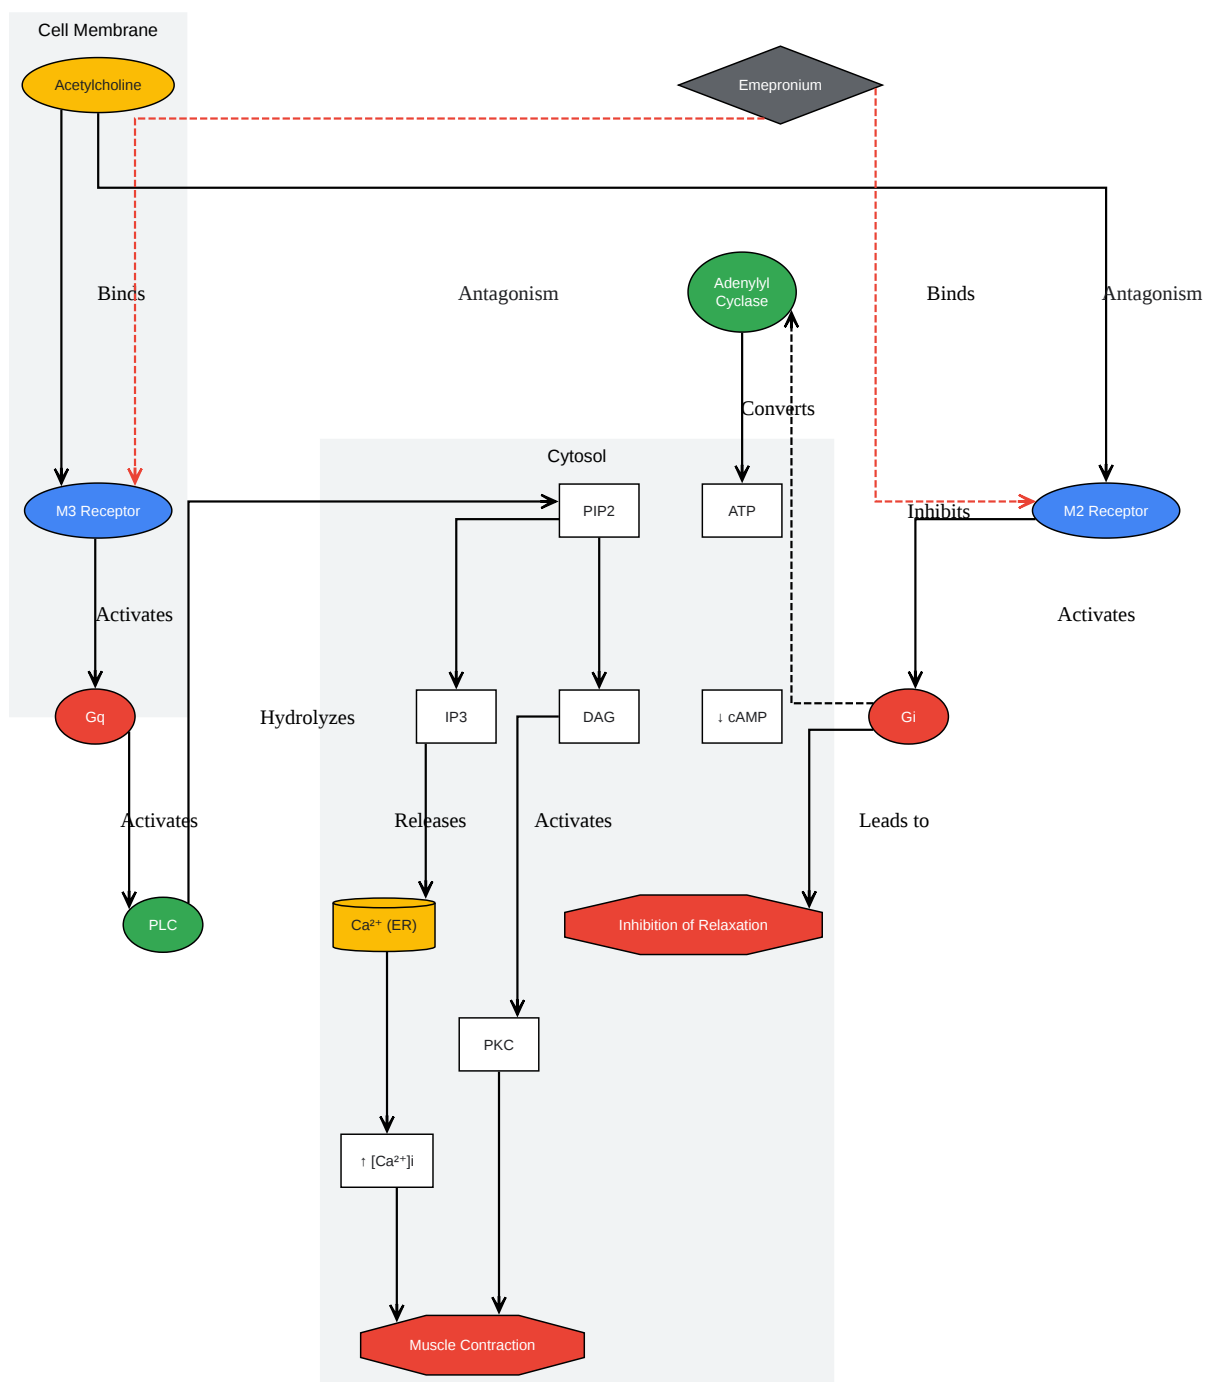 Cell Membrane
Acetylcholine
Emepronium
Binds
Antagonism
Adenylyl
Cyclase
Binds
Antagonism
Converts
Cytosol
M3 Receptor
PIP2
ATP
Inhibits
M2 Receptor
Activates
Activates
Gq
Hydrolyzes
IP3
DAG
↓ cAMP
Gi
Activates
Releases
Activates
Leads to
PLC
Ca²⁺ (ER)
Inhibition of Relaxation
PKC
↑ [Ca²⁺]i
Muscle Contraction